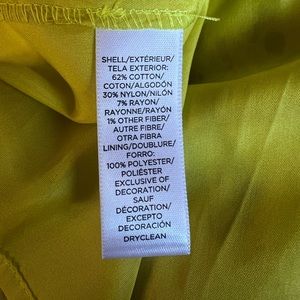 SHELL/EXTÉRIEUR/
TELA EXTERIOR:
62% COTTON/
COTON/ALGODÓN
30% NYLON/NILÓN
7% RAYON/
RAYONNE/RAYÓN
1% OTHER FIBER/
AUTRE FIBRE/
OTRA FIBRA
LINING/DOUBLURE/
FORRO:
100% POLYESTER/
POLIÉSTER
EXCLUSIVE OF
DECORATION/
SAUF
DÉCORATION/
EXCEPTO
DECORACIÓN
DRYCLEAN